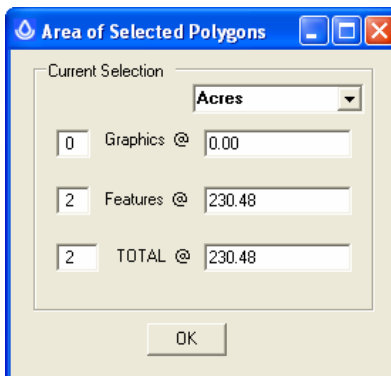 Area of Selected Polygons
Current Selection
Acres
0 Graphics @ 0.00
2 Features @ 230.48
2 TOTAL @ 230.48
OK